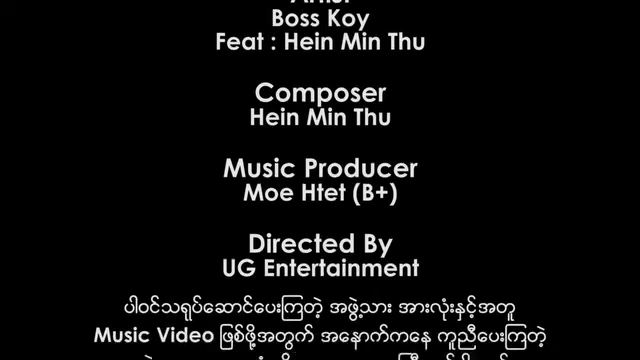 Artist
Boss Koy
Feat : Hein Min Thu
Composer
Hein Min Thu
Music Producer
Moe Htet (B+)
Directed By
UG Entertainment
ပါဝင်သရုပ်ဆောင်ပေးကြတဲ့ အဖွဲ့သား အားလုံးနှင့်အတူ
Music Video ဖြစ်ဖို့အတွက် အနောက်ကနေ ကူညီပေးကြတဲ့